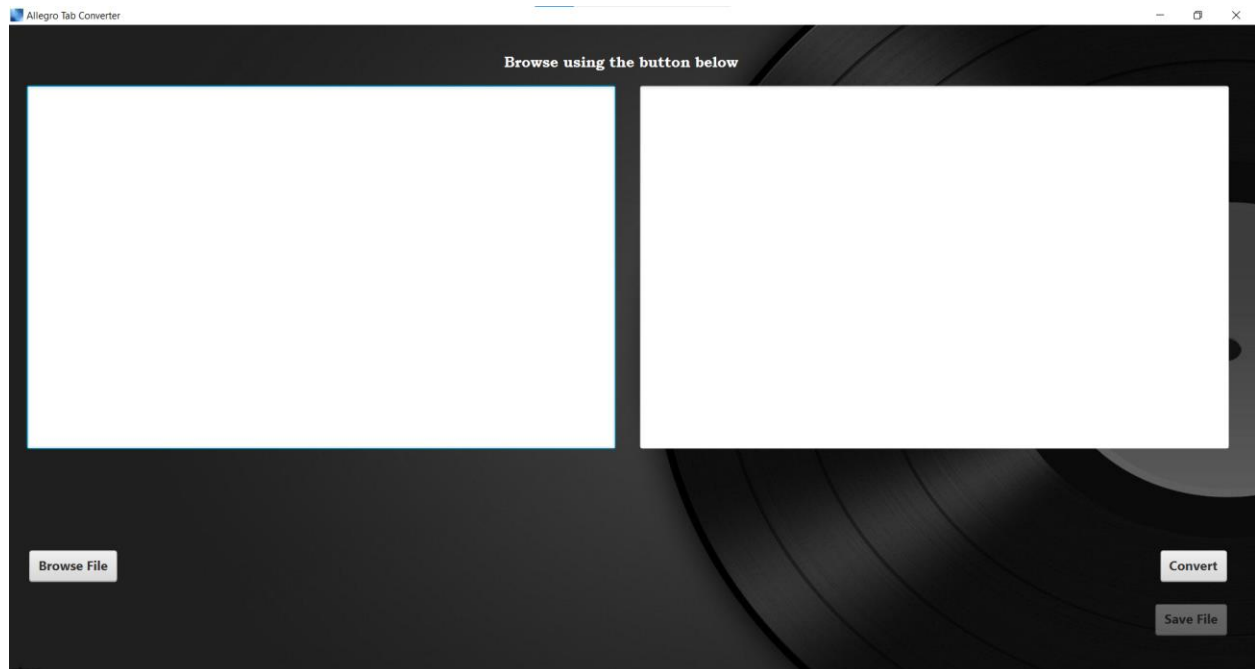 Allegro Tab Converter
Browse using the button below
Browse File
Convert
Save File